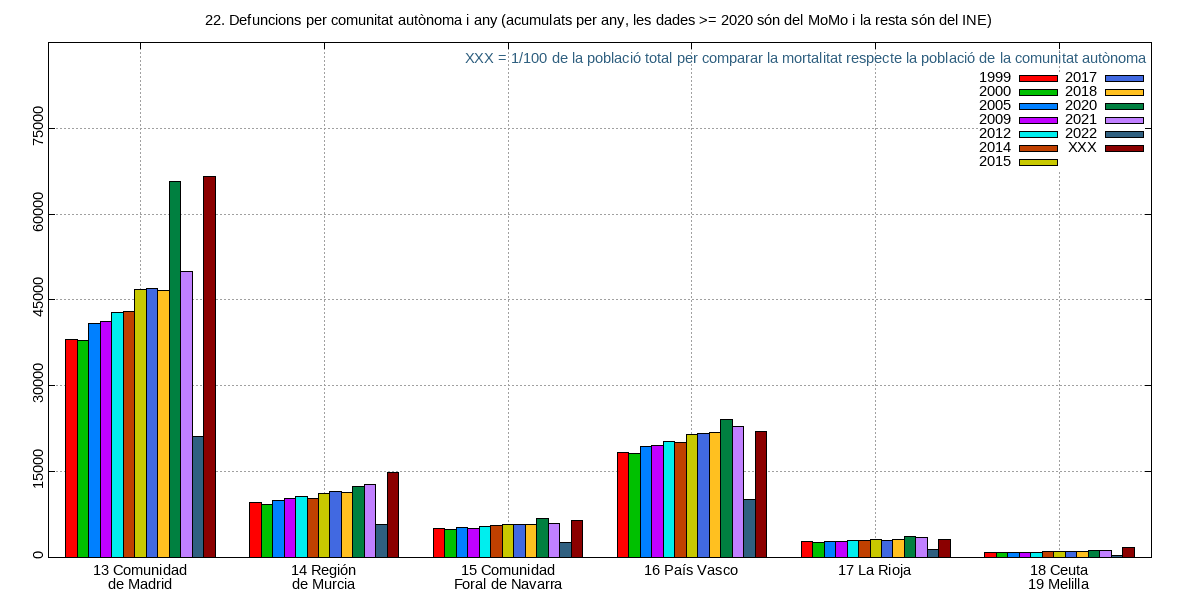 22. Defuncions per comunitat autònoma i any (acumulats per any, les dades >= 2020 són del MoMo i la resta són del INE)
XXX = 1/100 de la població total per comparar la mortalitat respecte la població de la comunitat autònoma
1999 2017
2000 2018
2005 2020
2009 2021
2012 2022
2014 XXX
2015
75000
60000
45000
30000
15000
0
13 Comunidad
de Madrid
14 Región
de Murcia
15 Comunidad
Foral de Navarra
16 País Vasco
17 La Rioja
18 Ceuta
19 Melilla